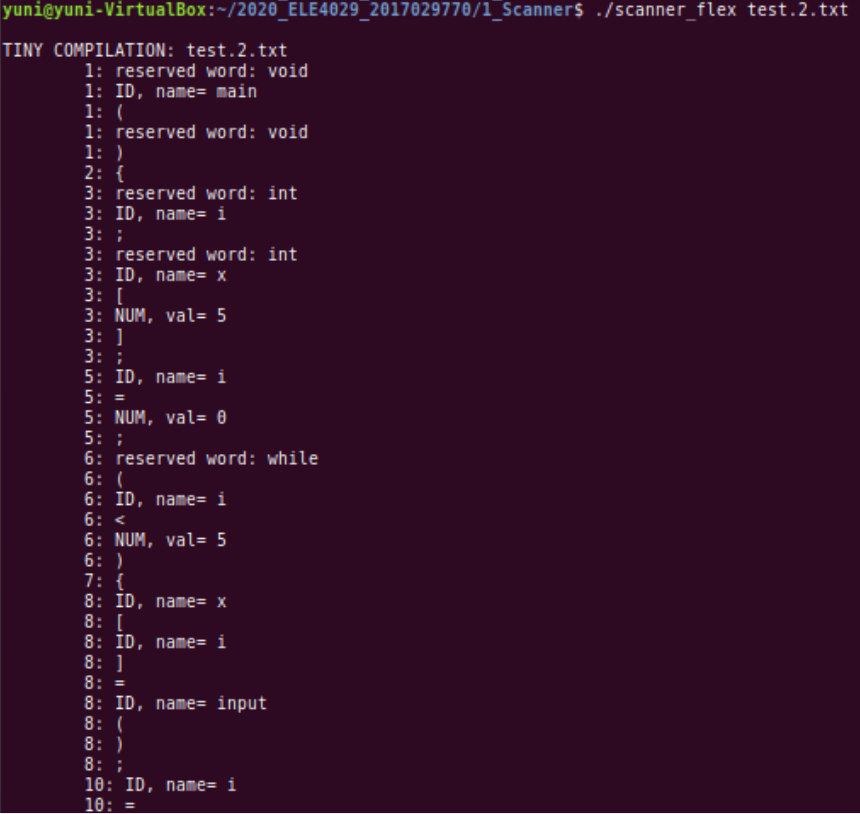 yuni@yuni-VirtualBox:~/2020_ELE4029_2017029770/1_Scanner$ ./scanner_flex test.2.txt
TINY COMPILATION: test.2.txt
1: reserved word: void
1: ID, name= main
1: (
1: reserved word: void
1: )
2: {
3: reserved word: int
3: ID, name= i
3: ;
3: reserved word: int
3: ID, name= x
3: [
3: NUM, val= 5
3: ]
3: ;
5: ID, name= i
5: =
5: NUM, val= 0
5: ;
6: reserved word: while
6: (
6: ID, name= i
6: <
6: NUM, val= 5
6: )
7: {
8: ID, name= x
8: [
8: ID, name= i
8: ]
8: =
8: ID, name= input
8: (
8: )
8: ;
10: ID, name= i
10: =